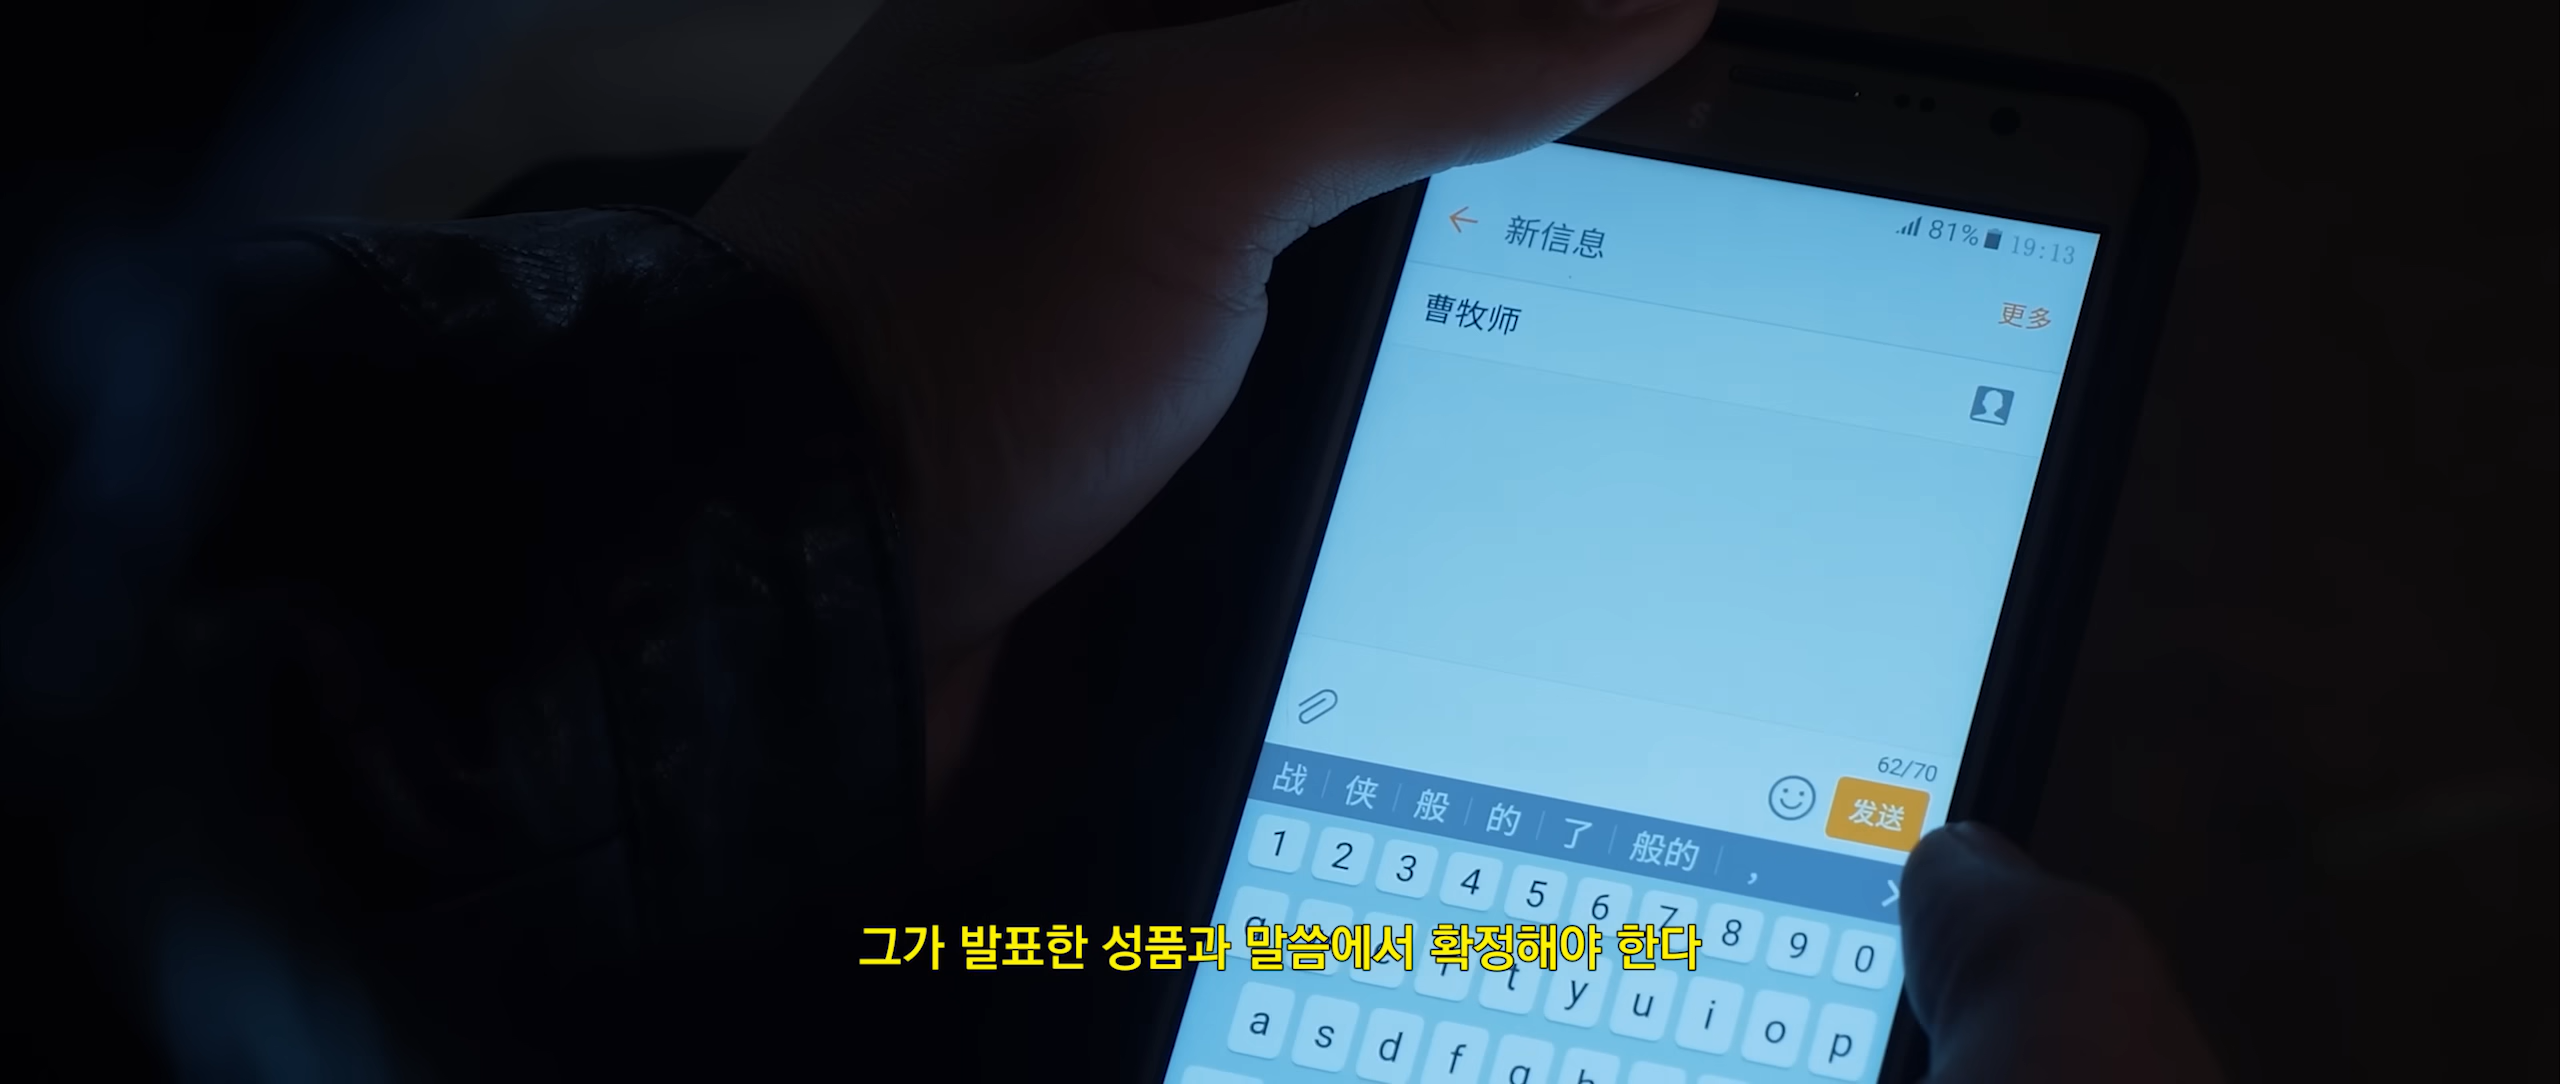 81% 19:13
新信息
更多
曹牧师
62/70
发送
战 侠 般 的 了 般的 ，
1 2 3 4 5 6 7 8 9 0
t y u i o p
a s d f g h
그가 발표한 성품과 말씀에서 확정해야 한다